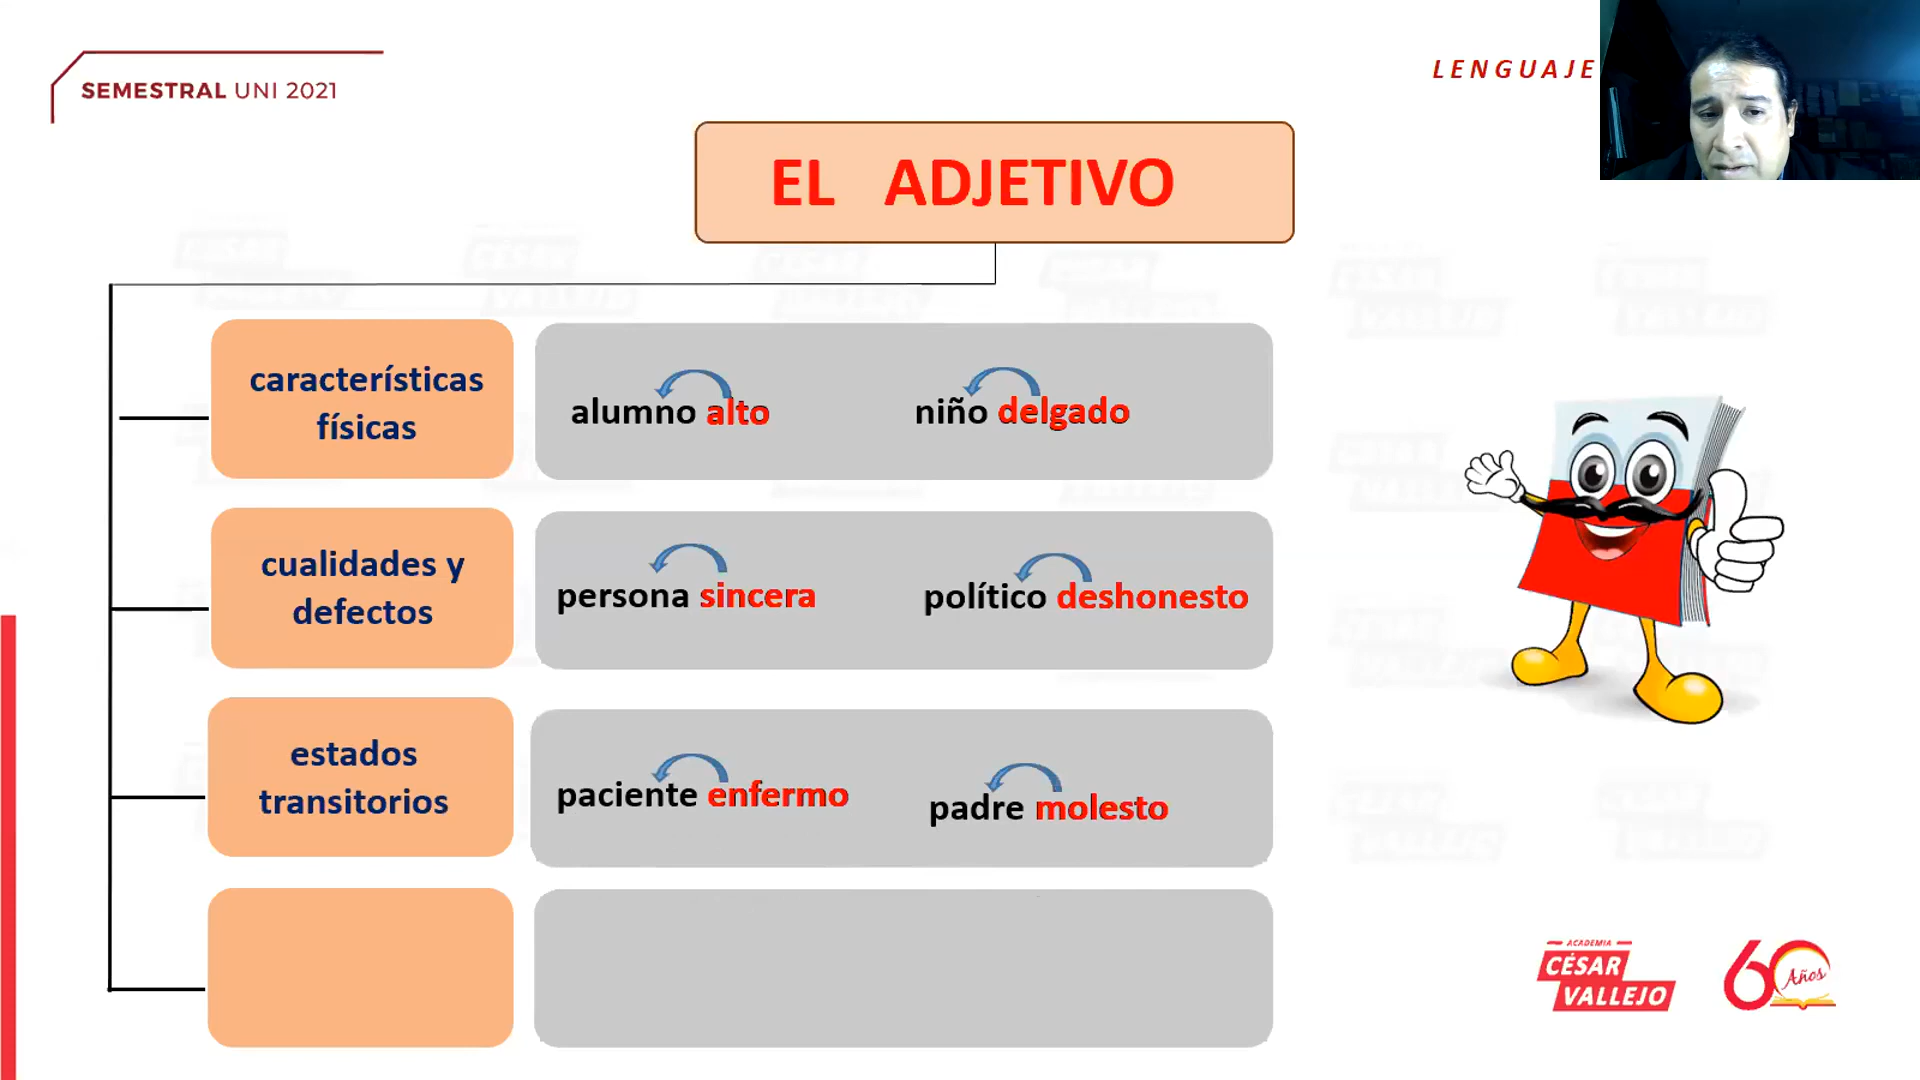 SEMESTRAL UNI 2021
LENGUAJE
EL ADJETIVO
características
físicas
alumno alto
niño delgado
cualidades y
defectos
persona sincera
político deshonesto
estados
transitorios
paciente enfermo
padre molesto
ACADEMIA
CÉSAR
VALLEJO
60
Años